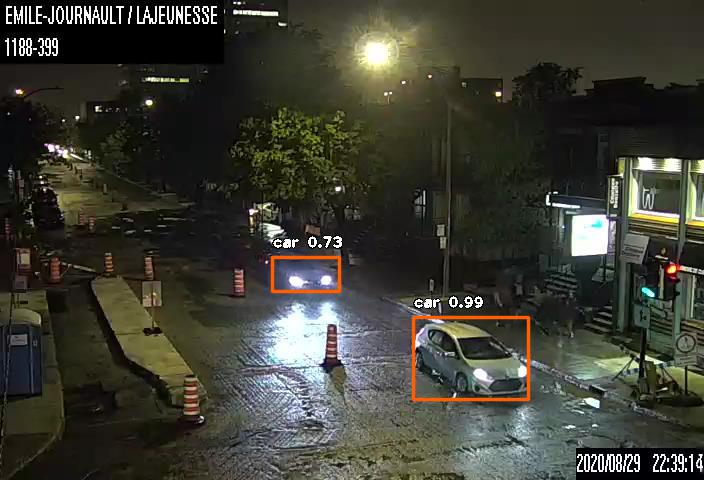 EMILE-JOURNAULT / LAJEUNESSE
1188-399
car 0.73
car 0.99
2020/08/29 22:39:14